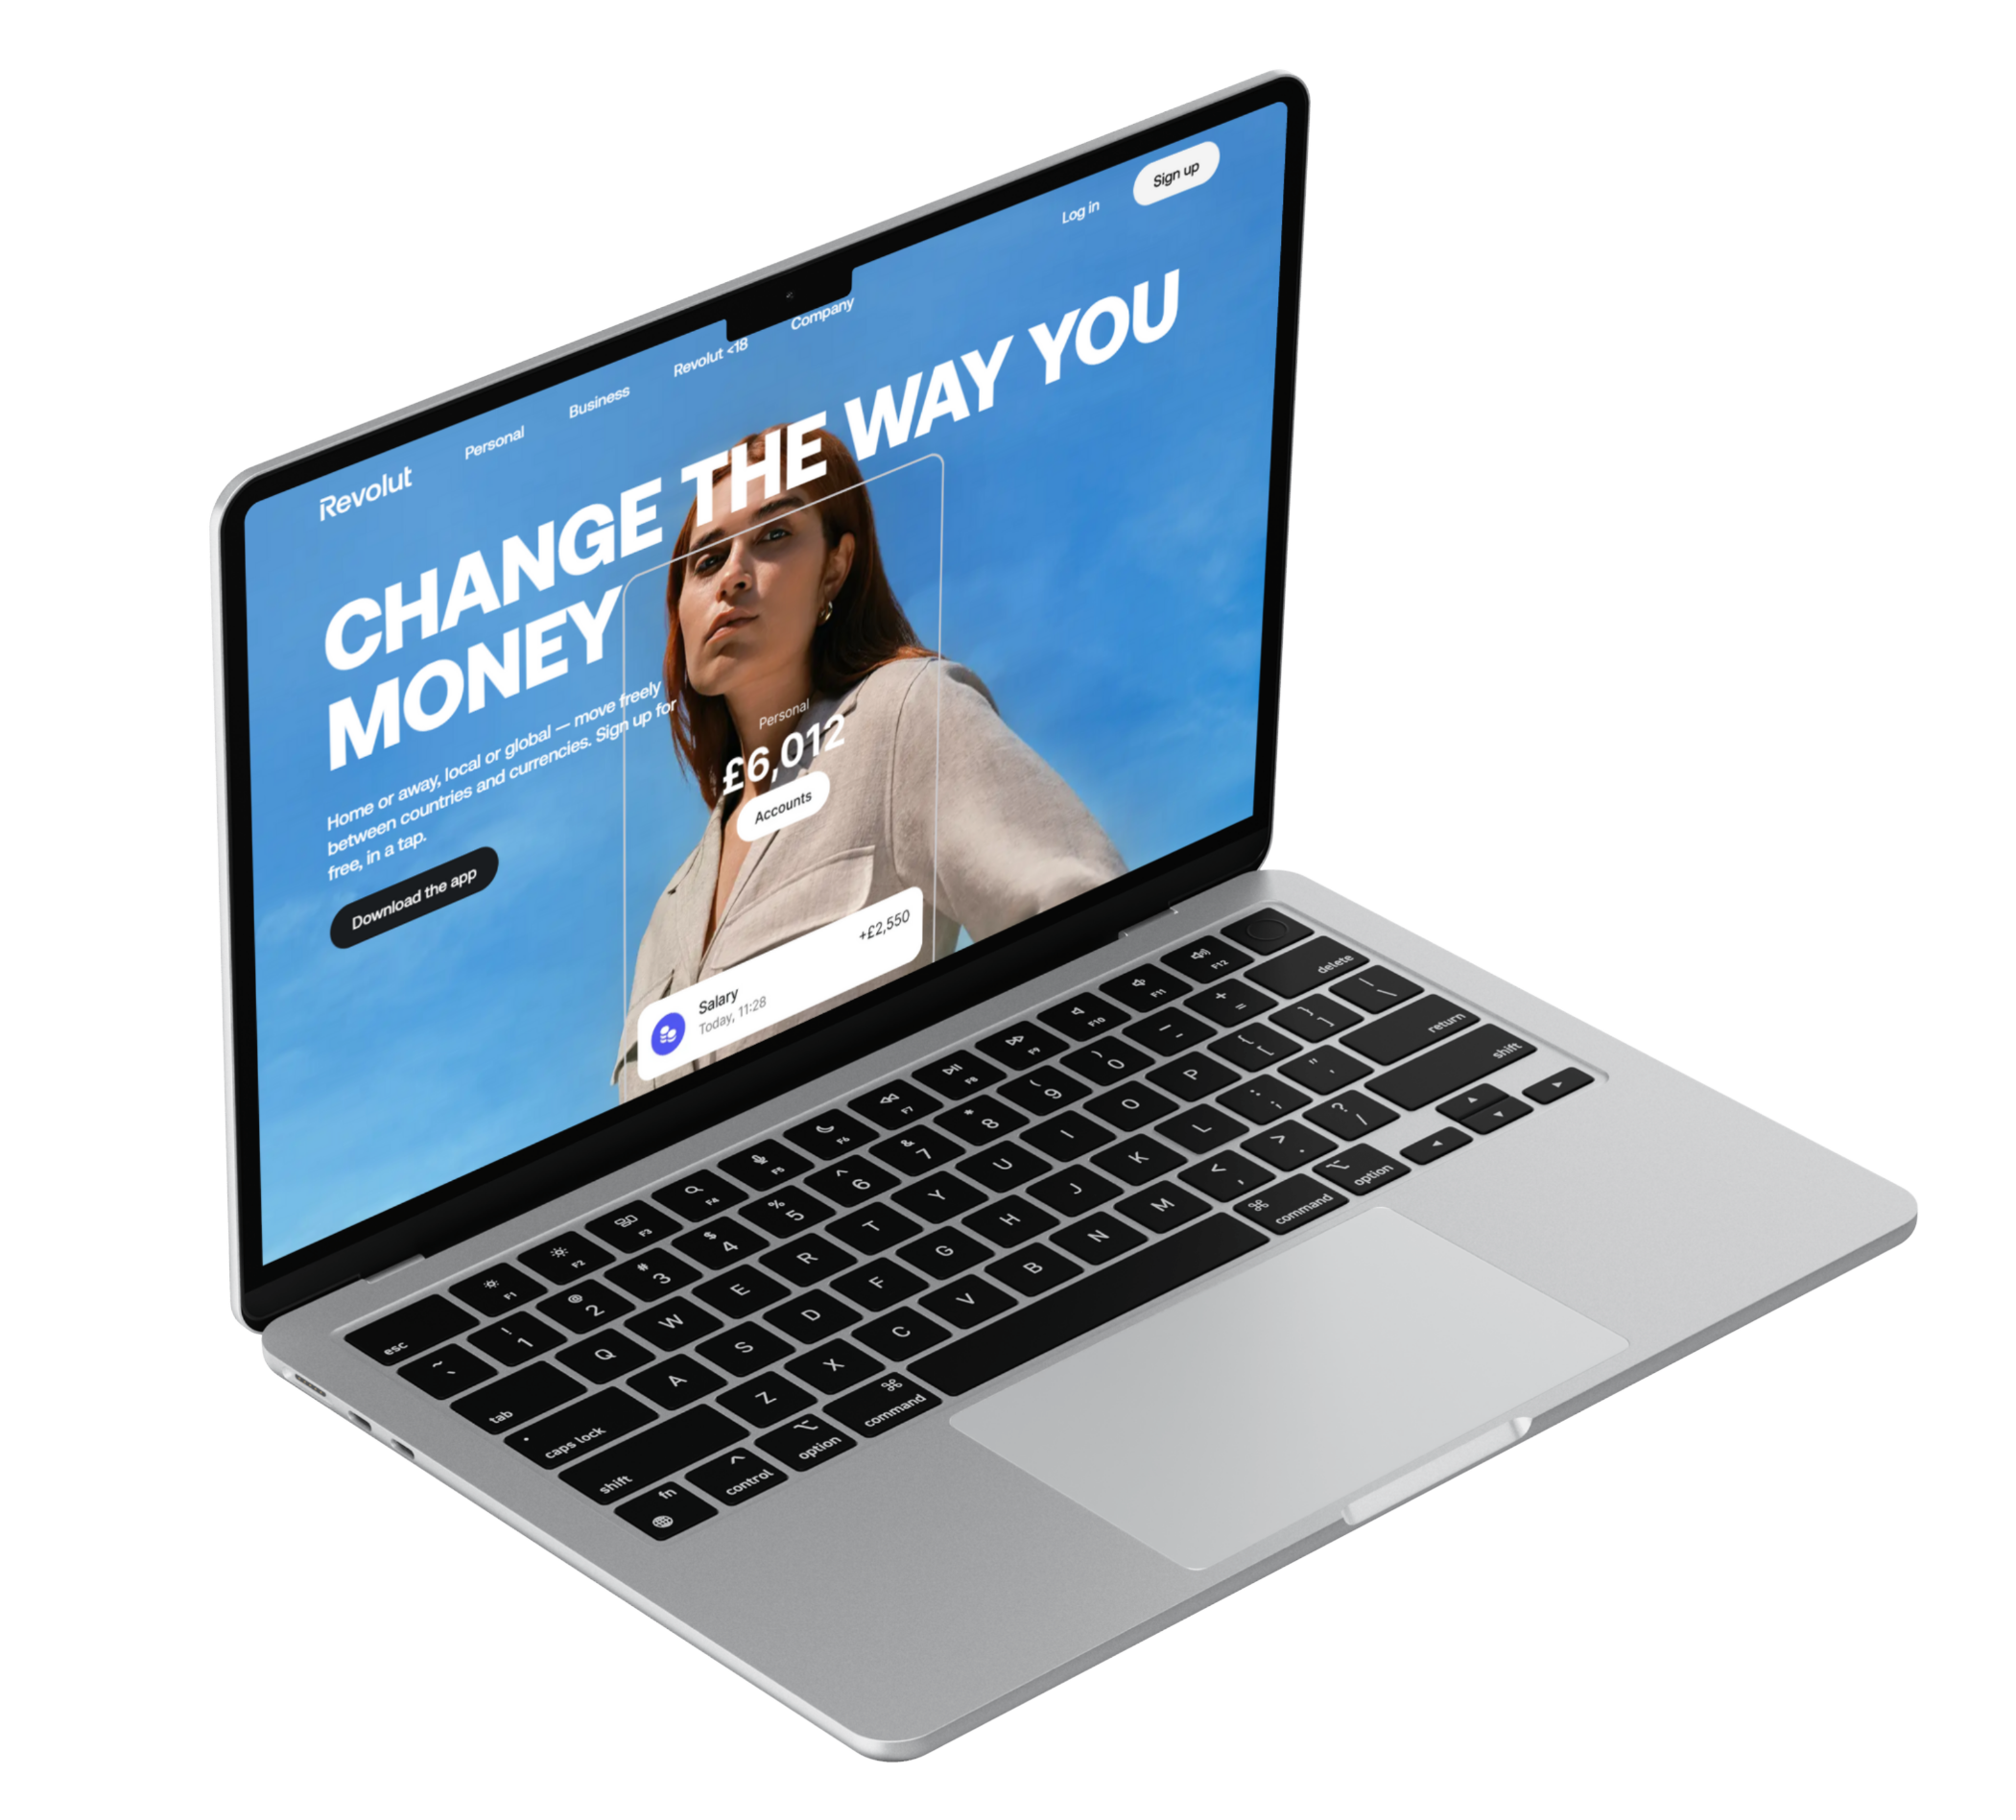 Revolut
Personal
Business
Revolut <18
Company
Log in
Sign up
CHANGE THE WAY YOU
MONEY
Home or away, local or global — move freely
between countries and currencies. Sign up for
free, in a tap.
Download the app
Personal
£6,012
Accounts
Salary
Today, 11:28
+£2,550
esc
F1
F2
F3
F4
F5
F6
F7
F8
F9
F10
F11
F12
~ `
! 1
@ 2
# 3
$ 4
% 5
^ 6
& 7
* 8
( 9
) 0
_ -
+ =
delete
tab
Q W E R T Y U I O P
{ [
} ]
| \
caps lock
A S D F G H J K L
: ;
" '
return
shift
Z X C V B N M
< ,
> .
? /
shift
fn
control
option
⌘
command
⌘
command
option